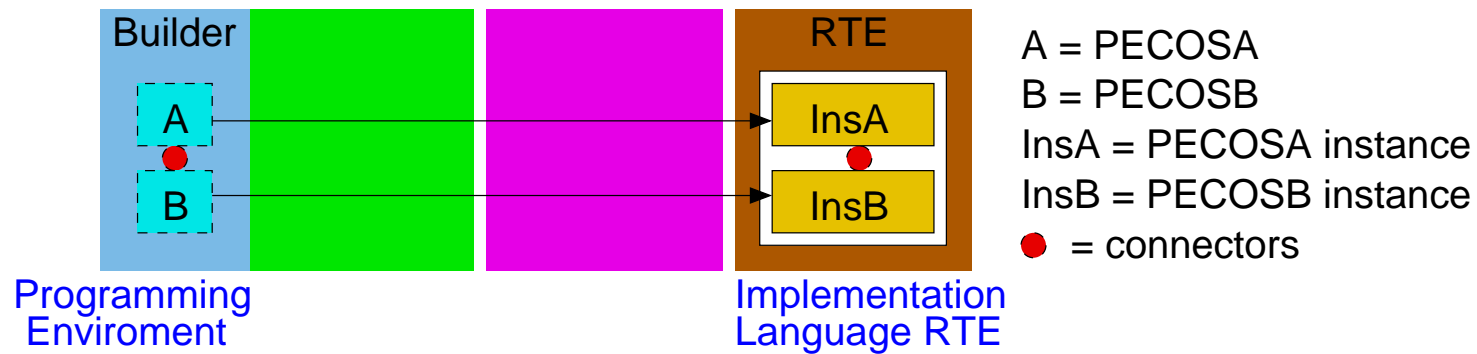 Builder
RTE
A
B
InsA
InsB
Programming
Enviroment
Implementation
Language RTE
A = PECOSA
B = PECOSB
InsA = PECOSA instance
InsB = PECOSB instance
= connectors